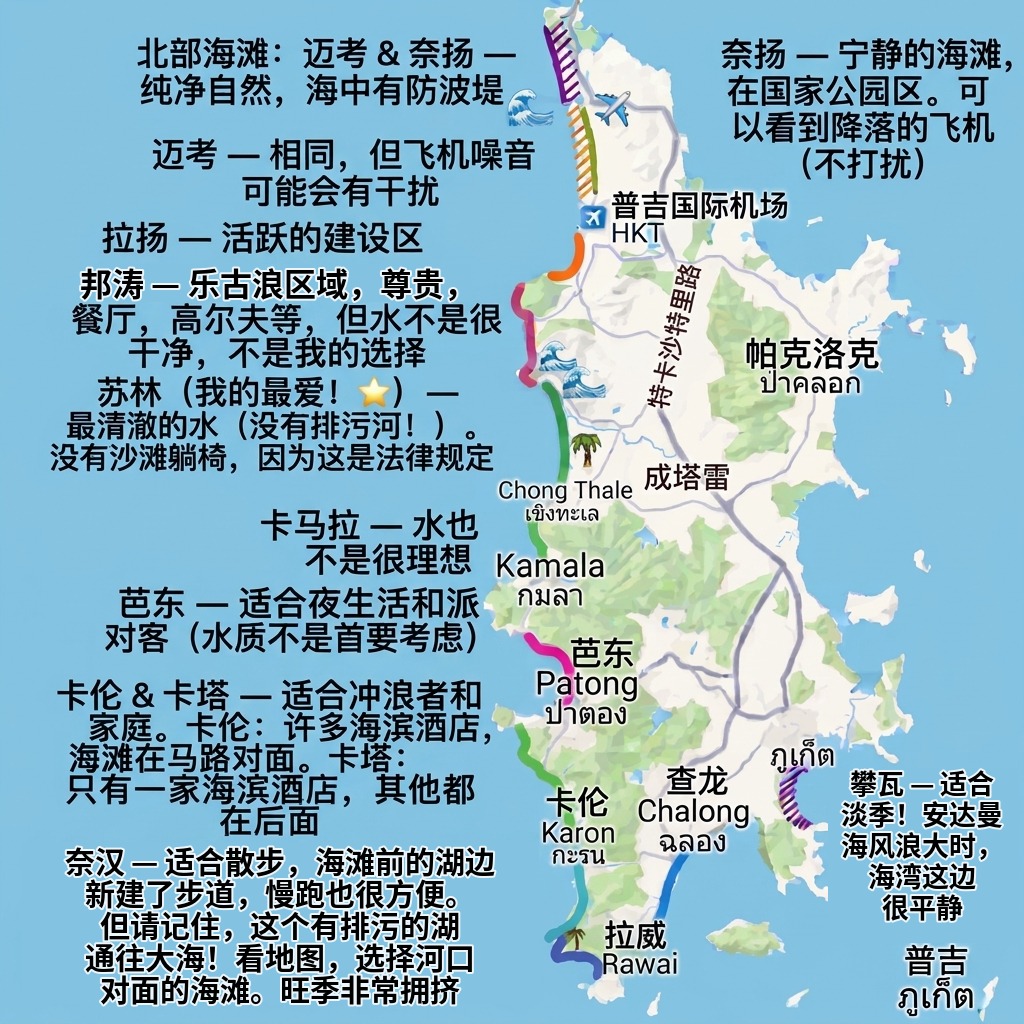 北部海滩：迈考 & 奈扬 —
纯净自然，海中有防波堤
奈扬 — 宁静的海滩，
在国家公园区。可
以看到降落的飞机
（不打扰）
迈考 — 相同，但飞机噪音
可能会有干扰
普吉国际机场
HKT
拉扬 — 活跃的建设区
邦涛 — 乐古浪区域，尊贵，
餐厅，高尔夫等，但水不是很
干净，不是我的选择
特卡沙特里路
帕克洛克
ป่าคลอก
苏林（我的最爱！⭐） —
最清澈的水（没有排污河！）。
没有沙滩躺椅，因为这是法律规定
成塔雷
Chong Thale
เชิงทะเล
卡马拉 — 水也
不是很理想
Kamala
กมลา
芭东 — 适合夜生活和派
对客（水质不是首要考虑）
芭东
Patong
ป่าตอง
卡伦 & 卡塔 — 适合冲浪者和
家庭。卡伦：许多海滨酒店，
海滩在马路对面。卡塔：
只有一家海滨酒店，其他都
在后面
ภูเก็ต
查龙
Chalong
ฉลอง
卡伦
Karon
กะรน
攀瓦 — 适合
淡季！安达曼
海风浪大时，
海湾这边
很平静
奈汉 — 适合散步，海滩前的湖边
新建了步道，慢跑也很方便。
但请记住，这个有排污的湖
通往大海！看地图，选择河口
对面的海滩。旺季非常拥挤
拉威
Rawai
普吉
ภูเก็ต